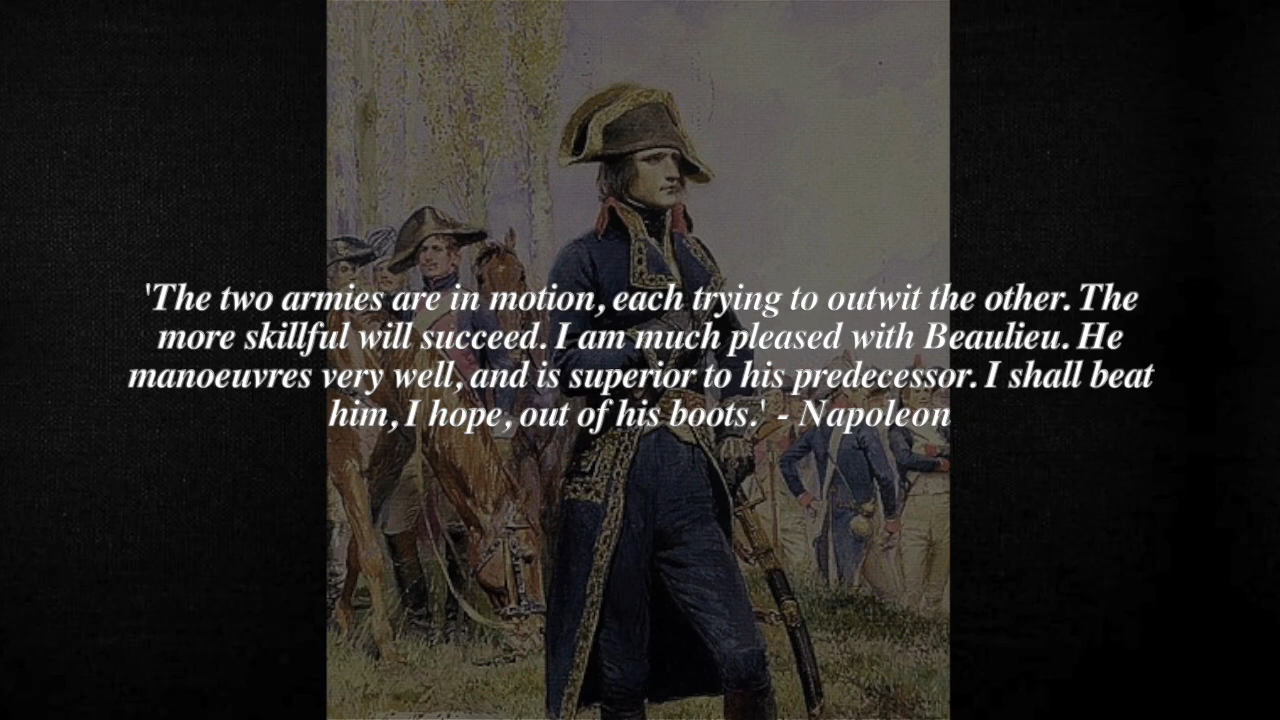 'The two armies are in motion, each trying to outwit the other. The
more skillful will succeed. I am much pleased with Beaulieu. He
manoeuvres very well, and is superior to his predecessor. I shall beat
him, I hope, out of his boots.' - Napoleon